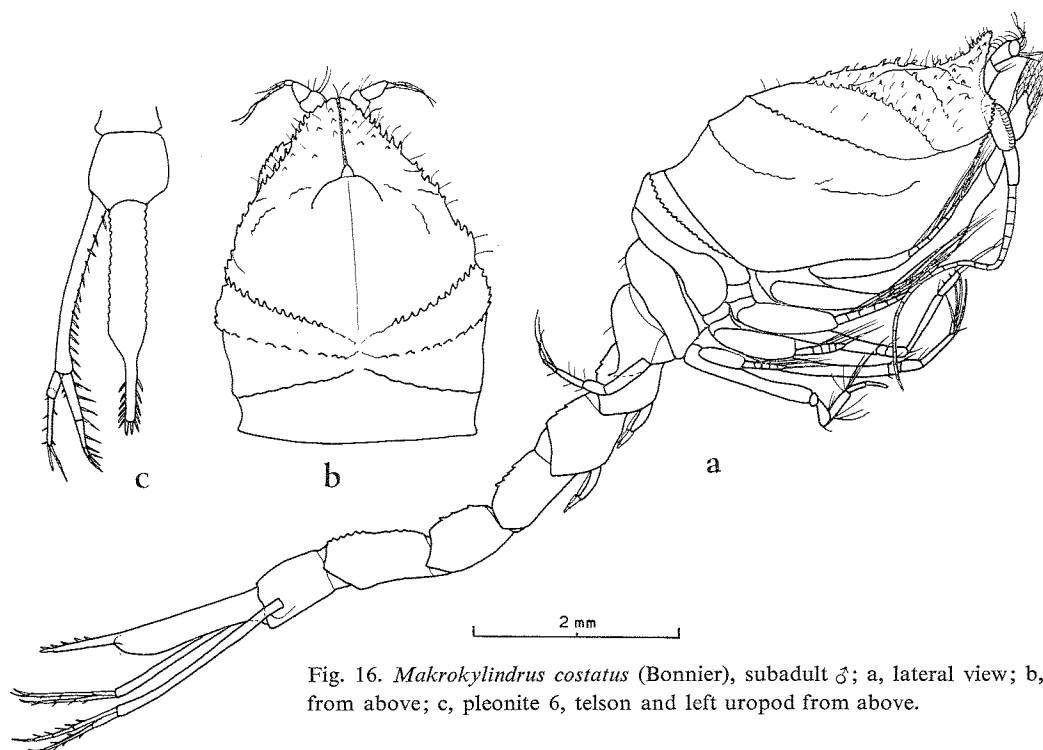 c
b
a
2 mm
Fig. 16. Makrokylindrus costatus (Bonnier), subadult ♂; a, lateral view; b,
from above; c, pleonite 6, telson and left uropod from above.